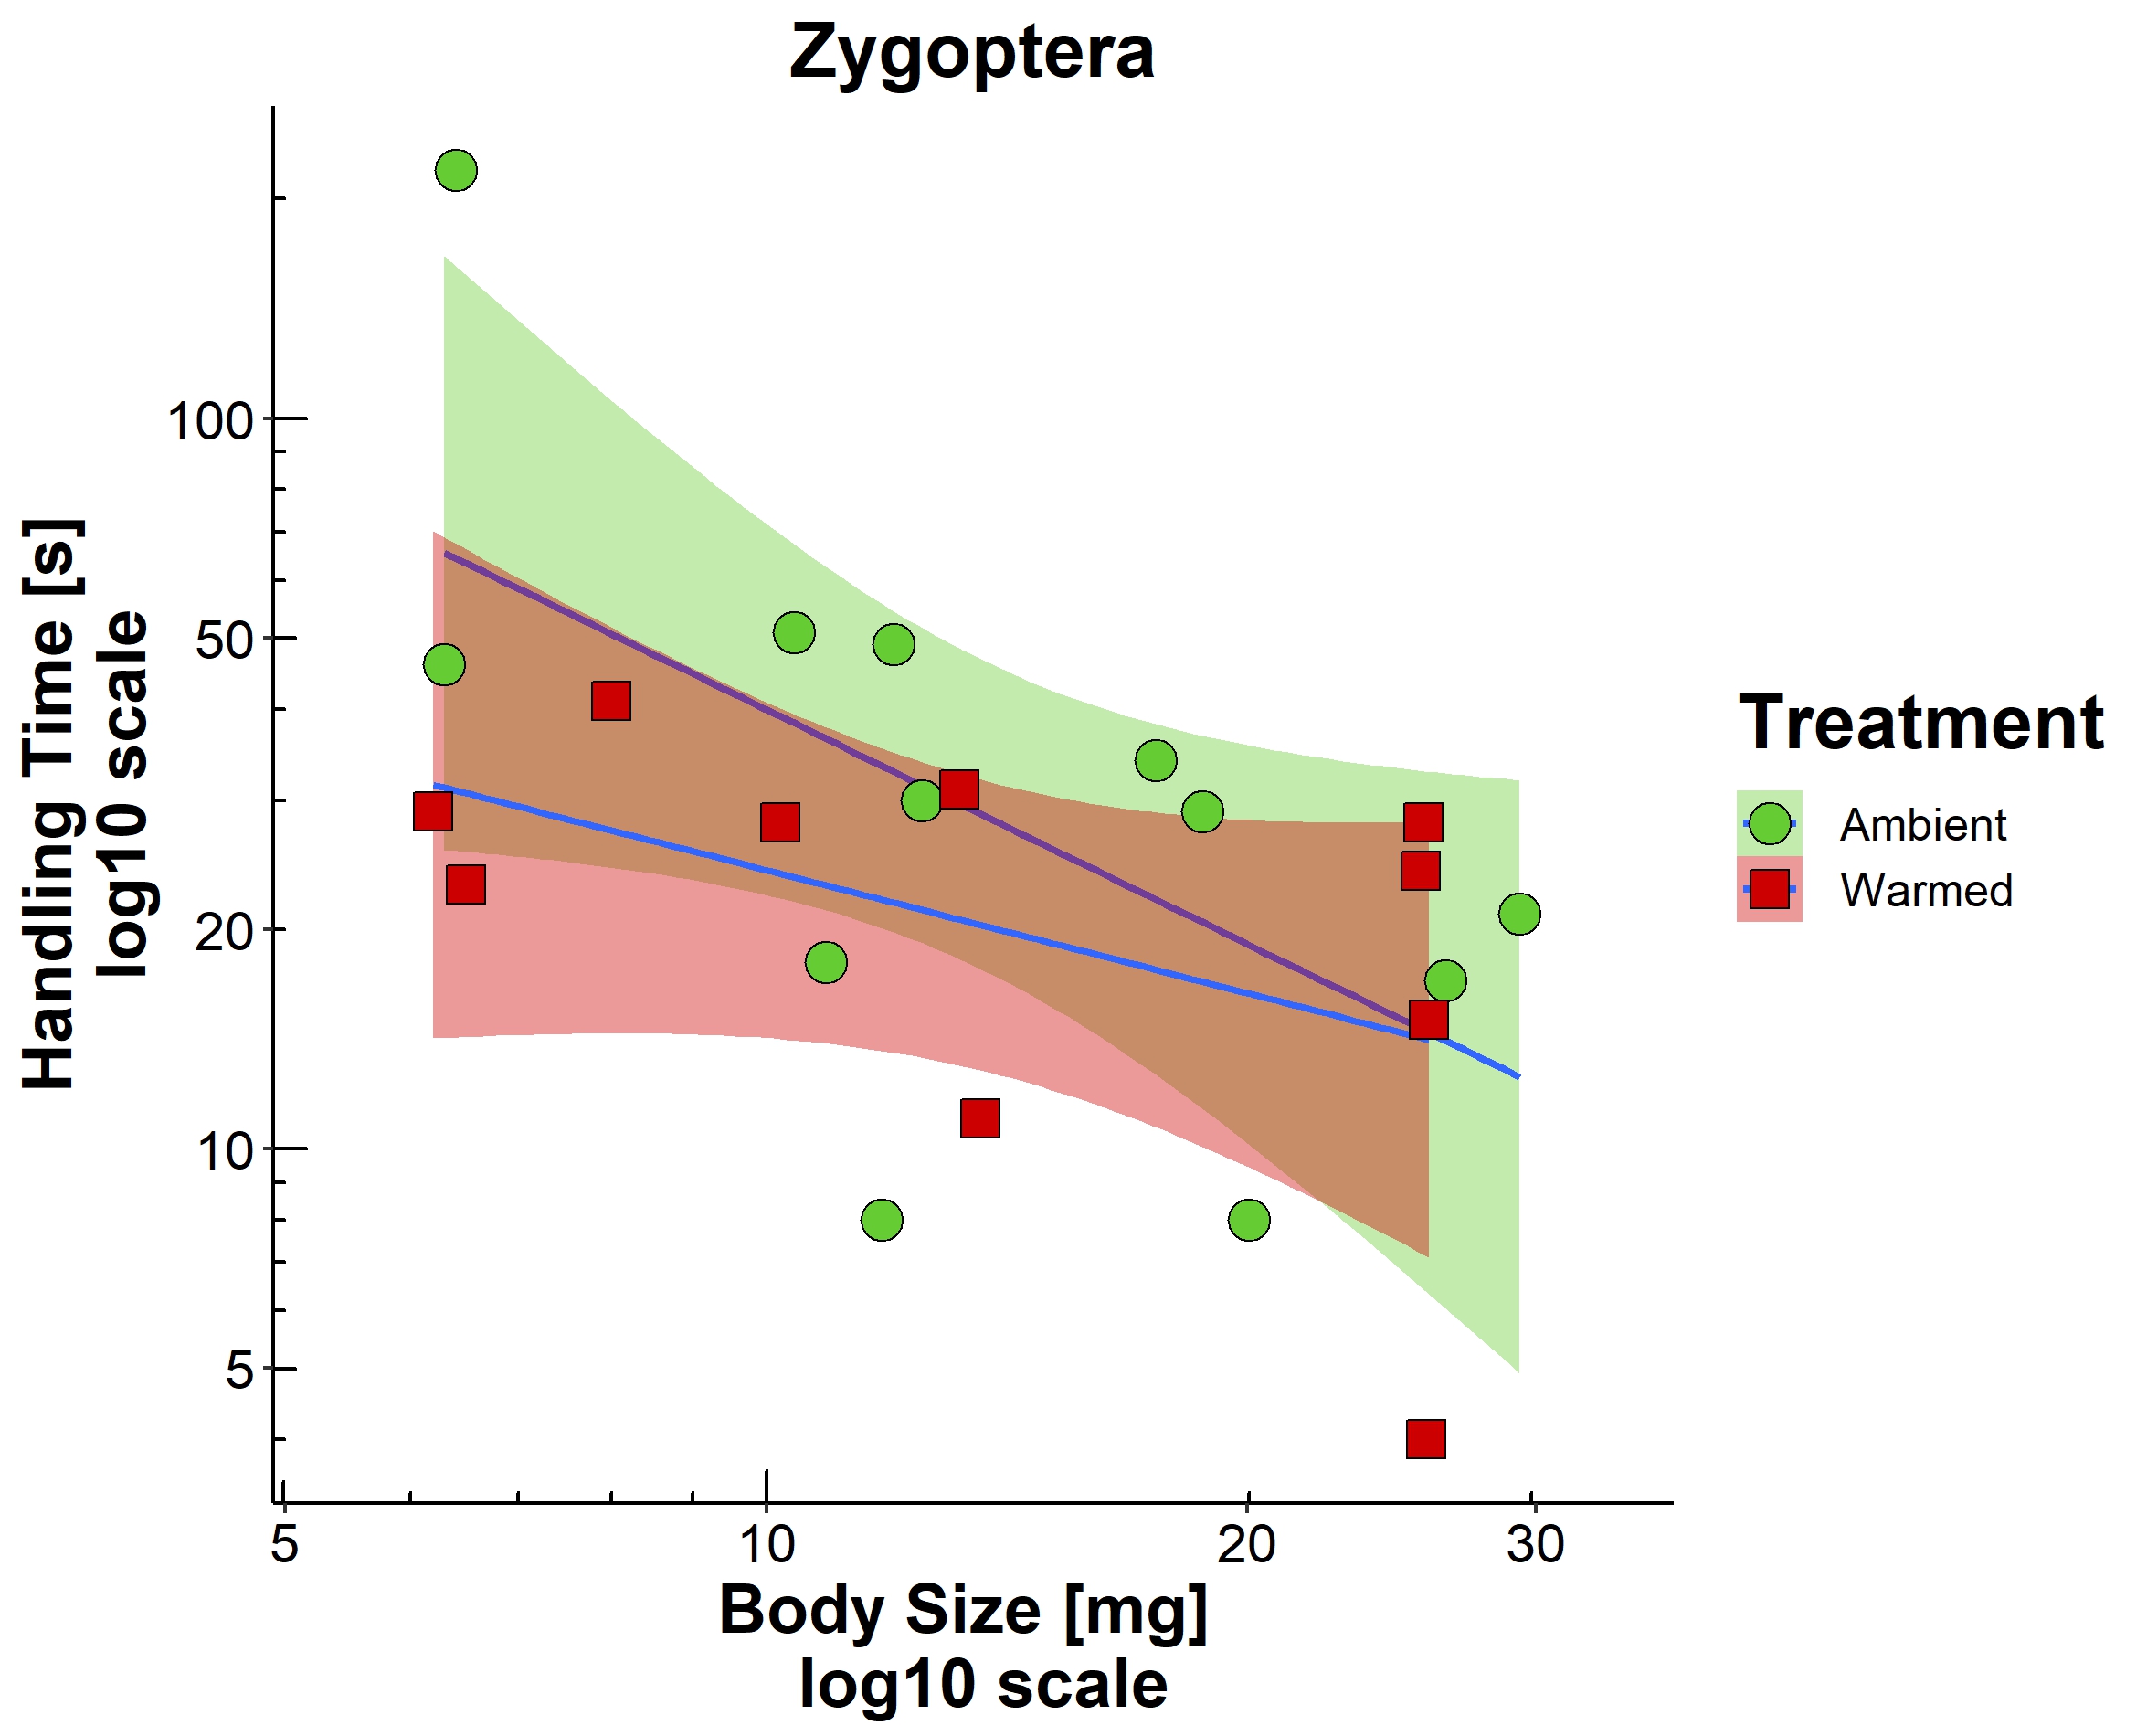 Zygoptera
Handling Time [s]
log10 scale
100
50
20
10
5
5
10
20
30
Body Size [mg]
log10 scale
Treatment
Ambient
Warmed